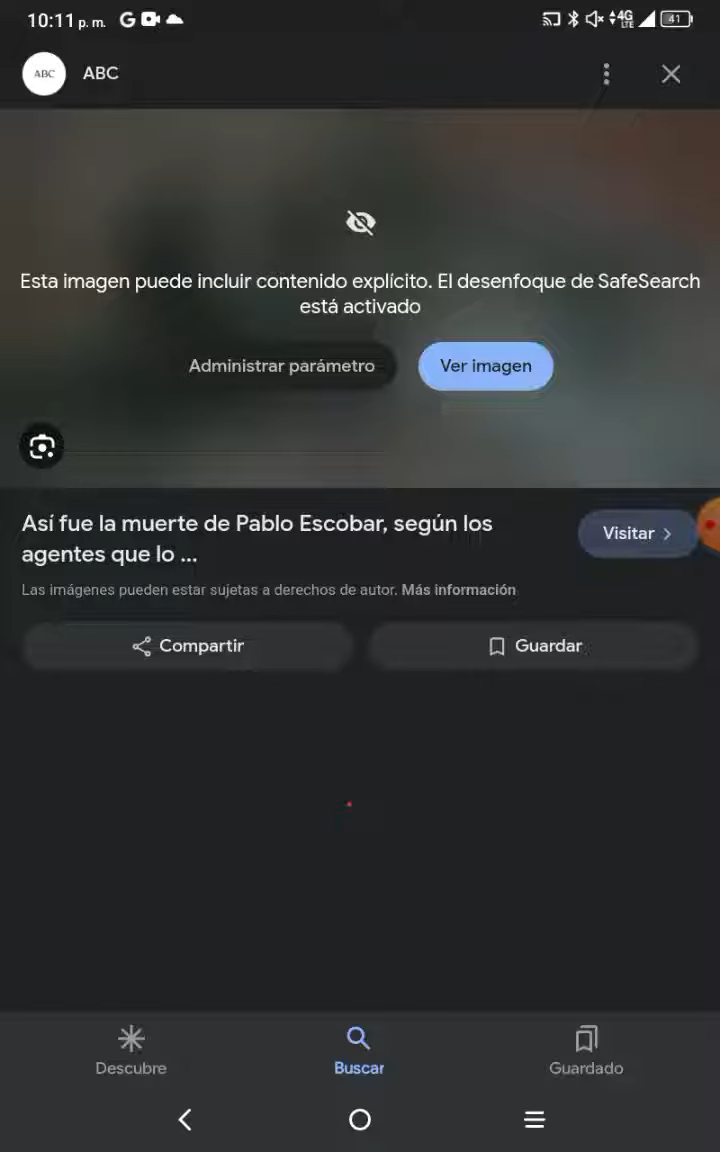 10:11 p. m.
4G
LTE
41
ABC
ABC
Esta imagen puede incluir contenido explícito. El desenfoque de SafeSearch
está activado
Administrar parámetro
Ver imagen
Así fue la muerte de Pablo Escobar, según los
agentes que lo ...
Visitar
Las imágenes pueden estar sujetas a derechos de autor. Más información
Compartir
Guardar
Descubre
Buscar
Guardado